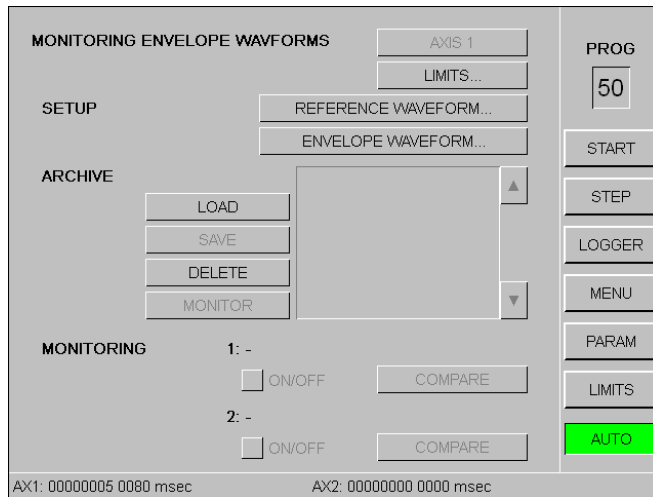 MONITORING ENVELOPE WAVFORMS
AXIS 1
LIMITS...
SETUP
REFERENCE WAVEFORM...
ENVELOPE WAVEFORM...
ARCHIVE
LOAD
SAVE
DELETE
MONITOR
MONITORING
1: -
ON/OFF
COMPARE
2: -
ON/OFF
COMPARE
PROG
50
START
STEP
LOGGER
MENU
PARAM
LIMITS
AUTO
AX1: 00000005 0080 msec
AX2: 00000000 0000 msec